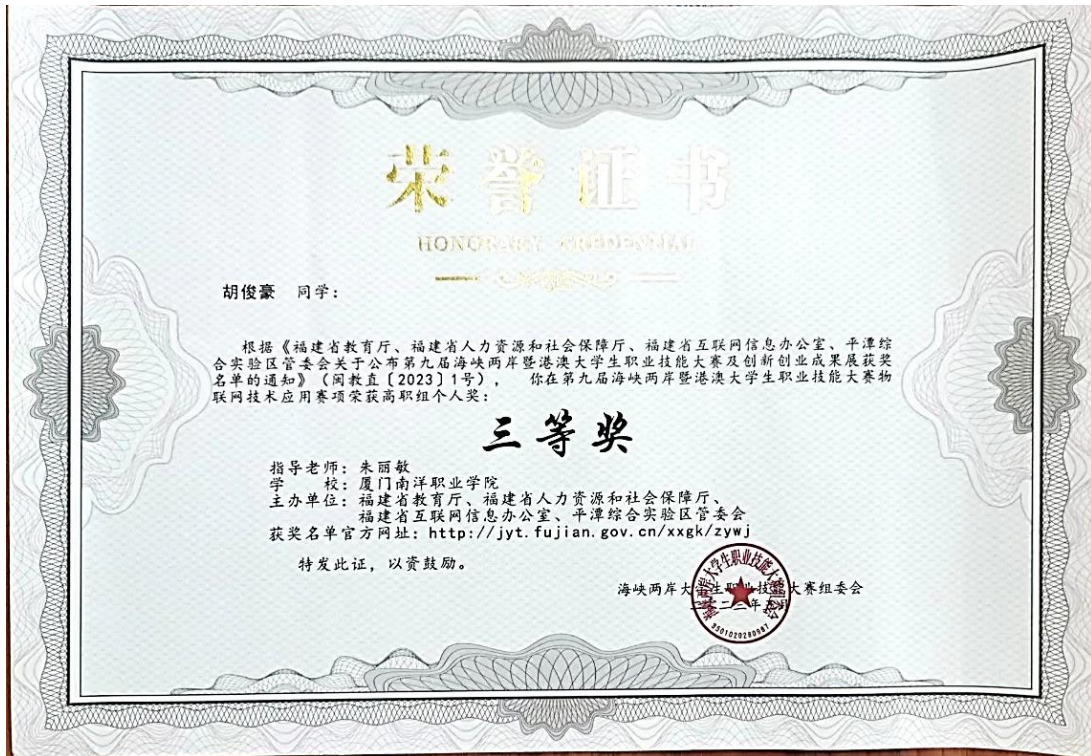 荣誉证书
HONORARY CREDENTIAL
胡俊豪 同学：
根据《福建省教育厅、福建省人力资源和社会保障厅、福建省互联网信息办公室、平潭综
合实验区管委会关于公布第九届海峡两岸暨港澳大学生职业技能大赛及创新创业成果展获奖
名单的通知》（闽教直〔2023〕1号）， 你在第九届海峡两岸暨港澳大学生职业技能大赛物
联网技术应用赛项荣获高职组个人奖：
三等奖
指导老师：朱丽敏
学 校：厦门南洋职业学院
主办单位：福建省教育厅、福建省人力资源和社会保障厅、
福建省互联网信息办公室、平潭综合实验区管委会
获奖名单官方网址：http://jyt.fujian.gov.cn/xxgk/zywj
特发此证，以资鼓励。
海峡两岸大学生职业技能大赛组委会
3501020280987